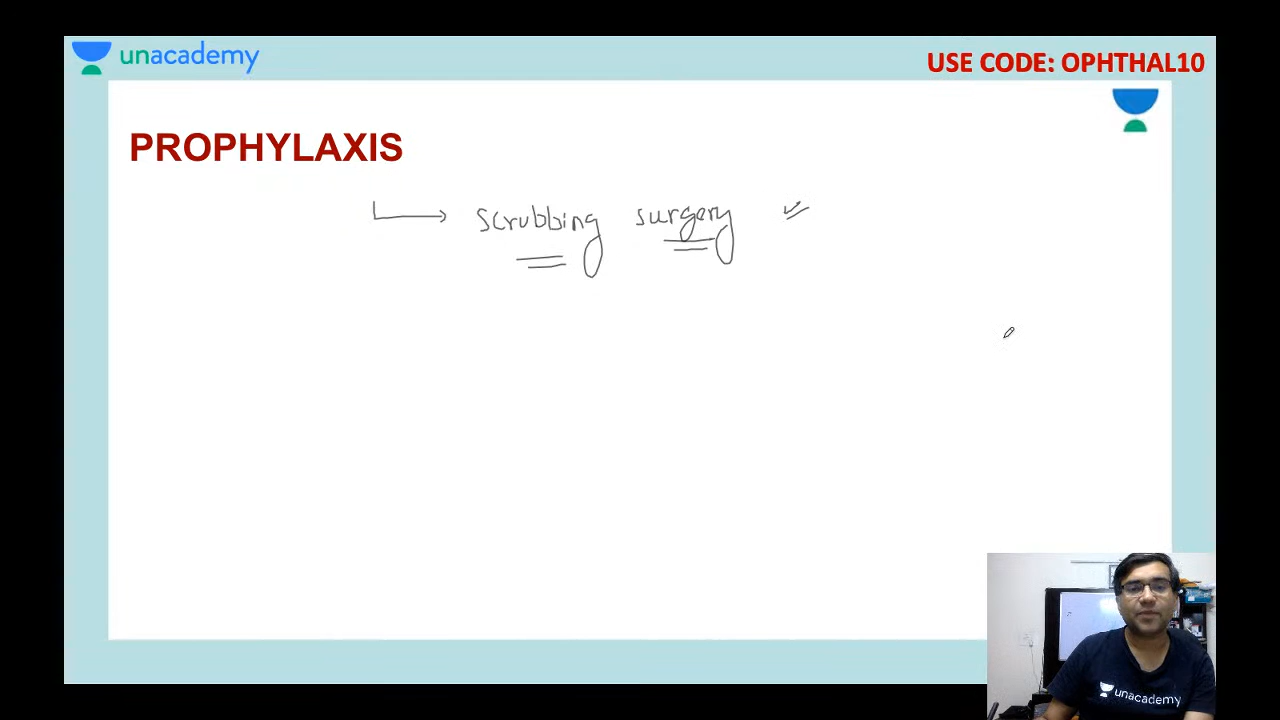 unacademy
USE CODE: OPHTHAL10
PROPHYLAXIS
scrubbing surgery
unacademy